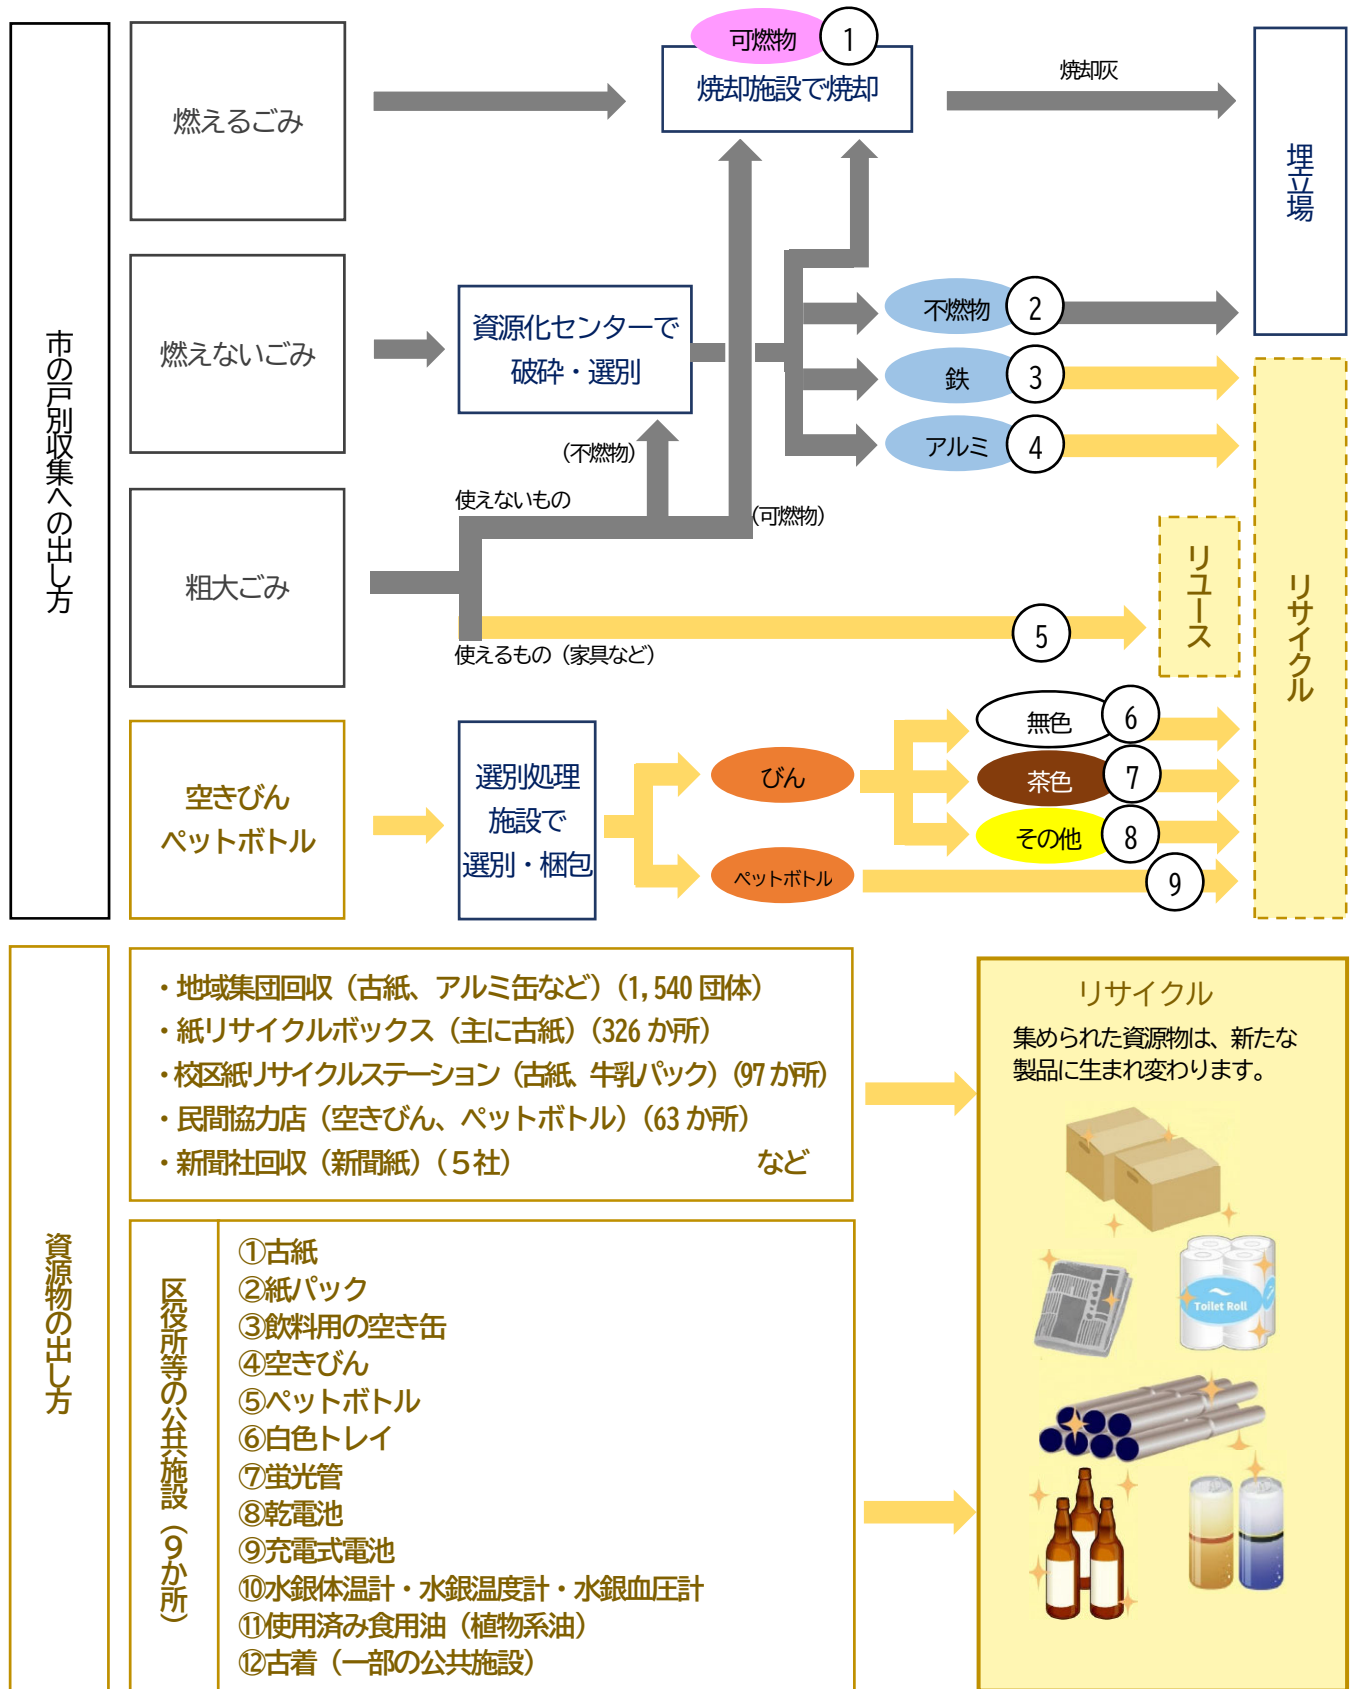 市の戸別収集への出し方
燃えるごみ
可燃物
1
焼却施設で焼却
焼却灰
埋立場
燃えないごみ
資源化センターで
破砕・選別
不燃物
2
鉄
3
アルミ
4
(不燃物)
使えないもの
(可燃物)
粗大ごみ
使えるもの（家具など）
5
リユース
リサイクル
空きびん
ペットボトル
選別処理
施設で
選別・梱包
びん
ペットボトル
無色
6
茶色
7
その他
8
9
資源物の出し方
・地域集団回収（古紙、アルミ缶など）（1,540 団体）
・紙リサイクルボックス（主に古紙）（326 か所）
・校区紙リサイクルステーション（古紙、牛乳パック）（97 か所）
・民間協力店（空きびん、ペットボトル）（63 か所）
・新聞社回収（新聞紙）（５社）　など
区役所等の公共施設（９か所）
①古紙
②紙パック
③飲料用の空き缶
④空きびん
⑤ペットボトル
⑥白色トレイ
⑦蛍光管
⑧乾電池
⑨充電式電池
⑩水銀体温計・水銀温度計・水銀血圧計
⑪使用済み食用油（植物系油）
⑫古着（一部の公共施設）
リサイクル
集められた資源物は、新たな
製品に生まれ変わります。
Toilet Roll